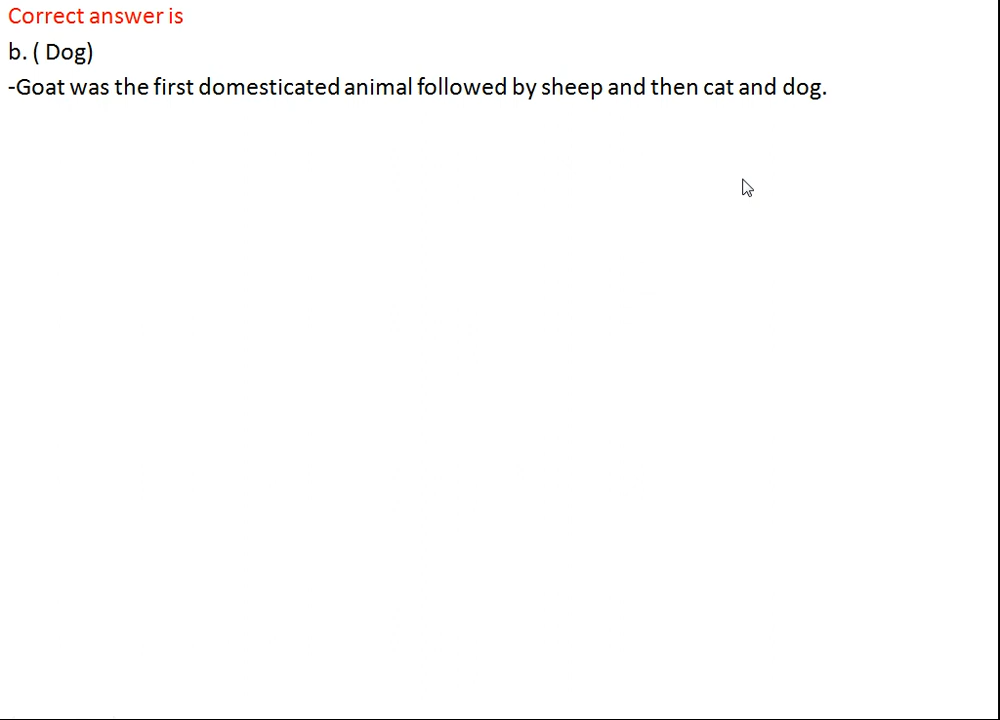 Correct answer is
b. ( Dog)
-Goat was the first domesticated animal followed by sheep and then cat and dog.